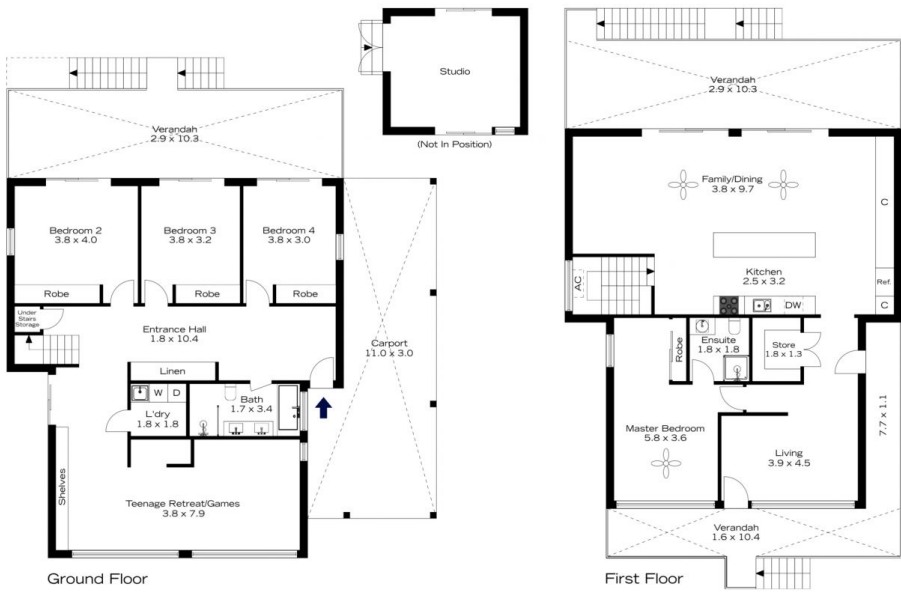 Studio
(Not In Position)
Verandah
2.9 x 10.3
Bedroom 2
3.8 x 4.0
Bedroom 3
3.8 x 3.2
Bedroom 4
3.8 x 3.0
Robe
Robe
Robe
Under
Stairs
Storage
Entrance Hall
1.8 x 10.4
Linen
Carport
11.0 x 3.0
W
D
L'dry
1.8 x 1.8
Bath
1.7 x 3.4
Shelves
Teenage Retreat/Games
3.8 x 7.9
Ground Floor
Verandah
2.9 x 10.3
Family/Dining
3.8 x 9.7
C
Kitchen
2.5 x 3.2
AC
Ref.
DW
C
Robe
Ensuite
1.8 x 1.8
Store
1.8 x 1.3
Master Bedroom
5.8 x 3.6
Living
3.9 x 4.5
7.7 x 1.1
Verandah
1.6 x 10.4
First Floor